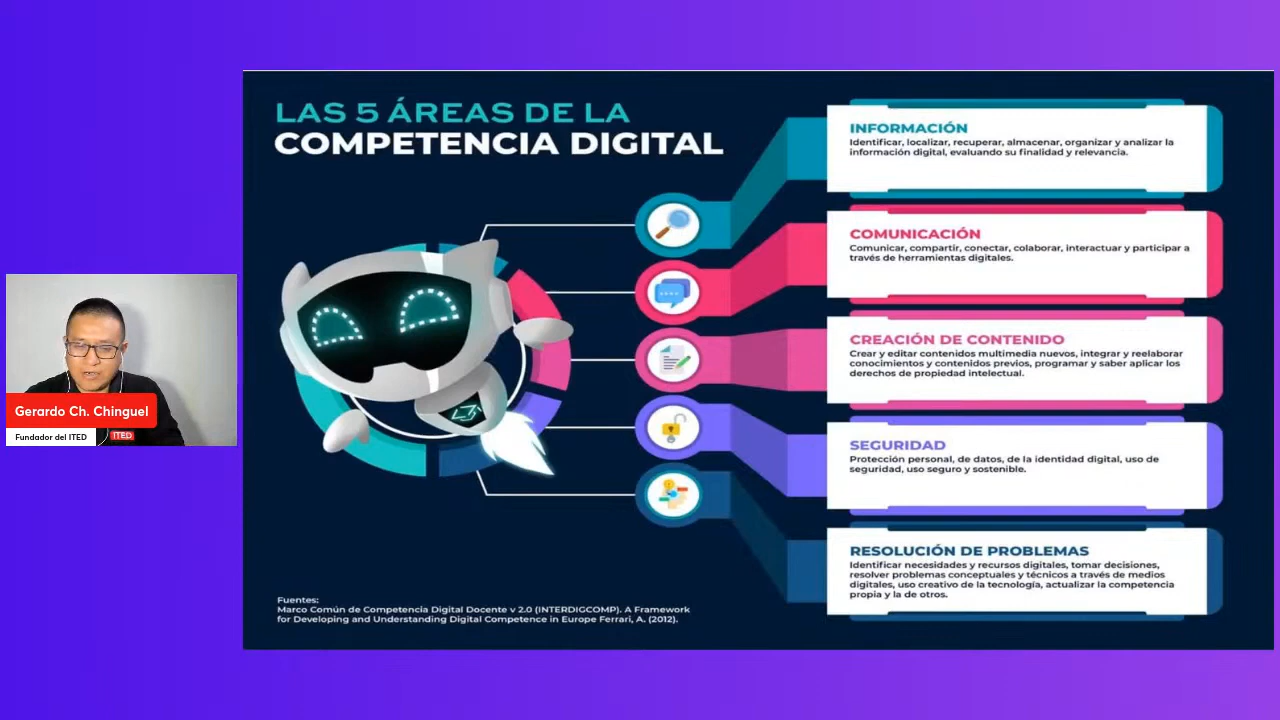 LAS 5 ÁREAS DE LA
COMPETENCIA DIGITAL
INFORMACIÓN
Identificar, localizar, recuperar, almacenar, organizar y analizar la
información digital, evaluando su finalidad y relevancia.
COMUNICACIÓN
Comunicar, compartir, conectar, colaborar, interactuar y participar a
través de herramientas digitales.
CREACIÓN DE CONTENIDO
Crear y editar contenidos multimedia nuevos, integrar y reelaborar
conocimientos y contenidos previos, programar y saber aplicar los
derechos de propiedad intelectual.
SEGURIDAD
Protección personal, de datos, de la identidad digital, uso de
seguridad, uso seguro y sostenible.
RESOLUCIÓN DE PROBLEMAS
Identificar necesidades y recursos digitales, tomar decisiones,
resolver problemas conceptuales y técnicos a través de medios
digitales, uso creativo de la tecnología, actualizar la competencia
propia y la de otros.
Fuentes:
Marco Común de Competencia Digital Docente v 2.0 (INTERDIGCOMP). A Framework
for Developing and Understanding Digital Competence in Europe Ferrari, A. (2012).
Gerardo Ch. Chinguel
Fundador del ITED
ITED